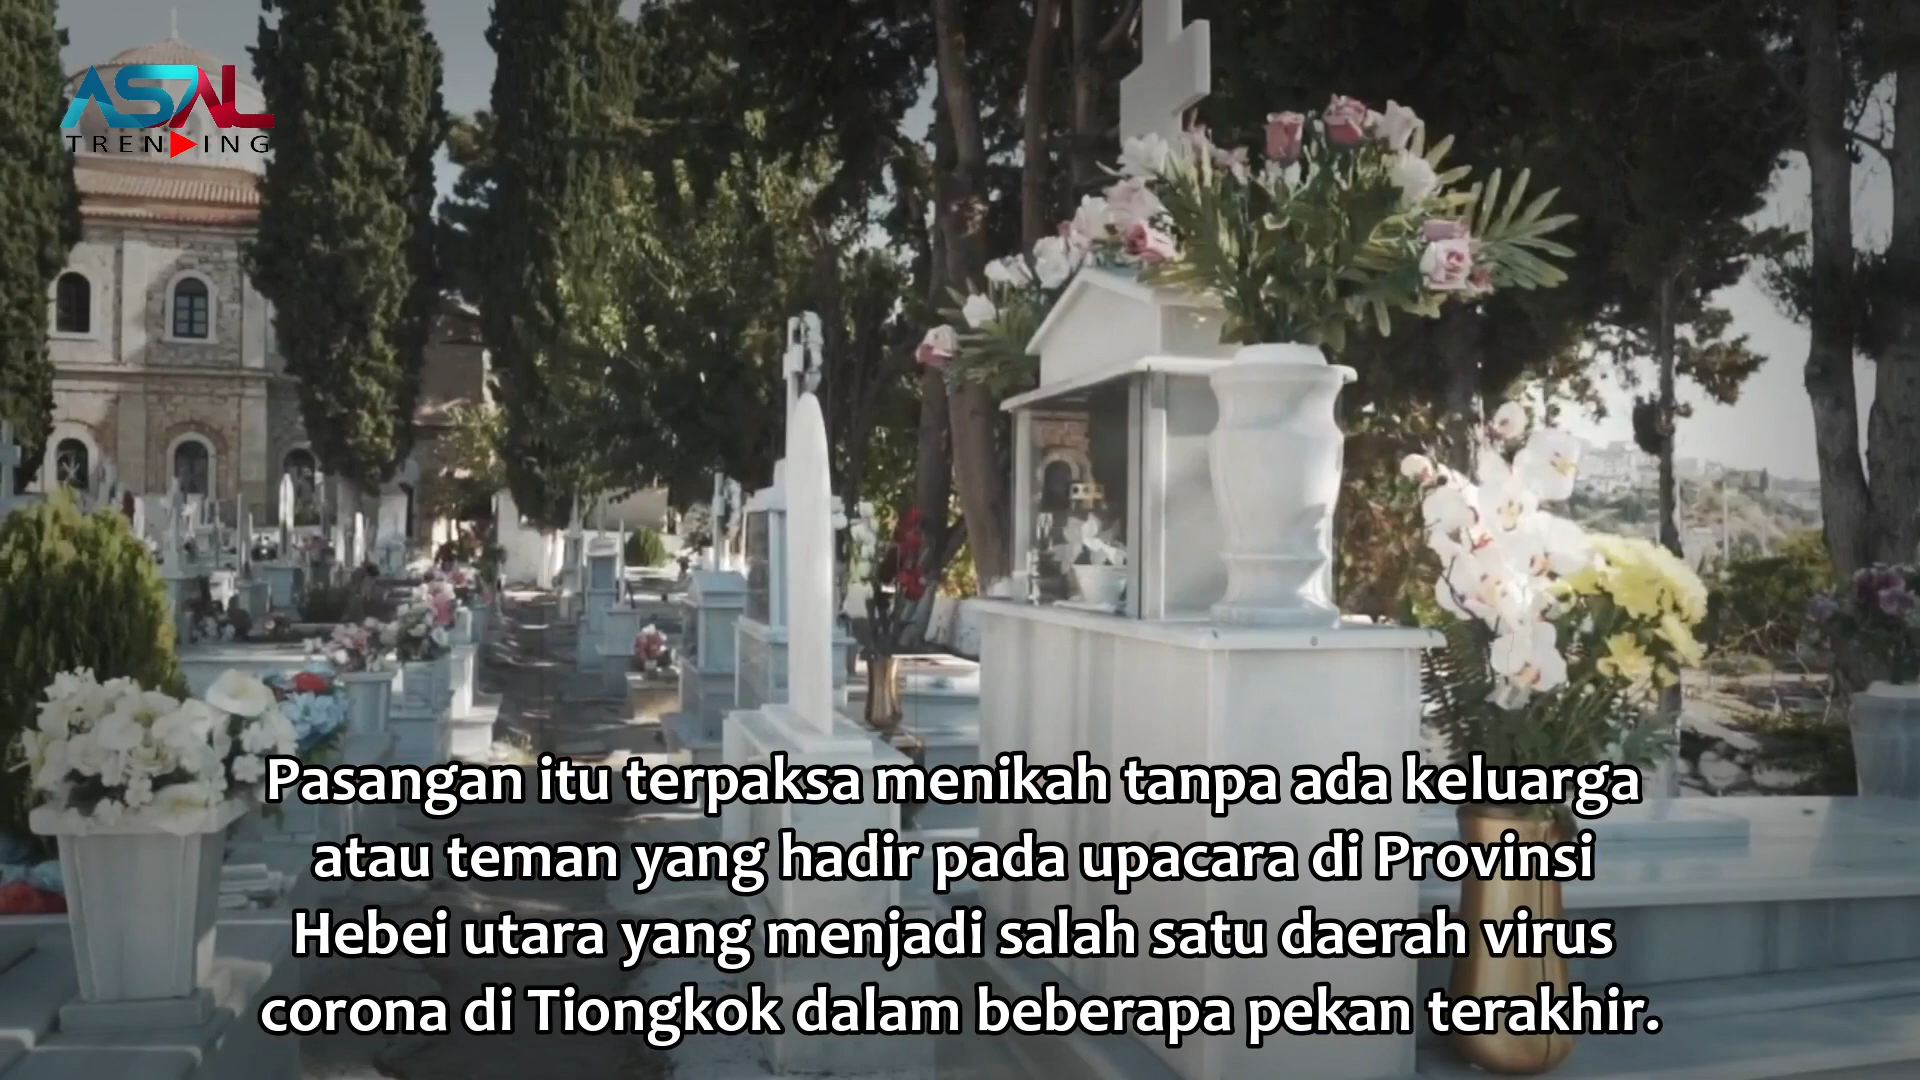 ASAL
TRENDING
Pasangan itu terpaksa menikah tanpa ada keluarga
atau teman yang hadir pada upacara di Provinsi
Hebei utara yang menjadi salah satu daerah virus
corona di Tiongkok dalam beberapa pekan terakhir.